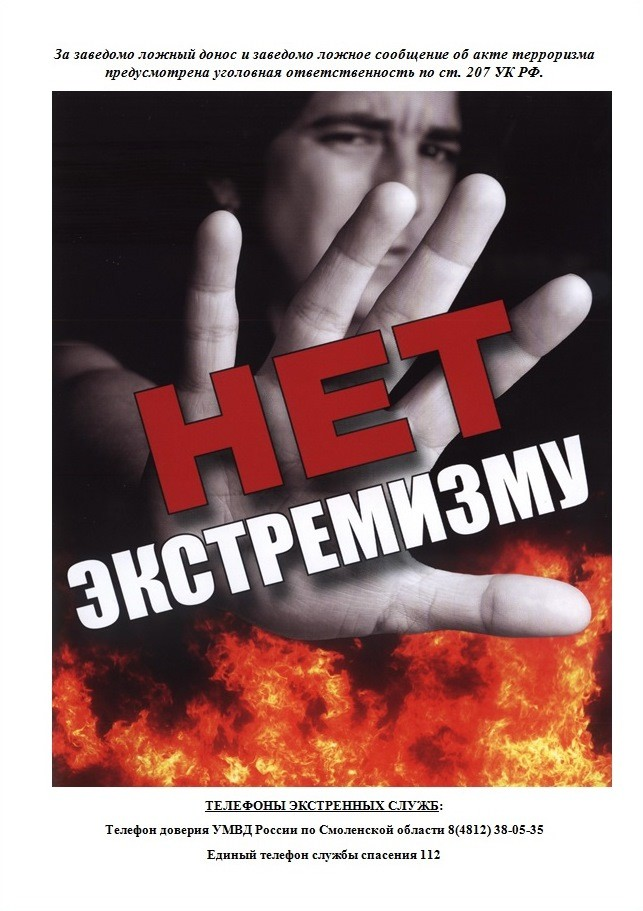 За заведомо ложный донос и заведомо ложное сообщение об акте терроризма
предусмотрена уголовная ответственность по ст. 207 УК РФ.
НЕТ
ЭКСТРЕМИЗМУ
ТЕЛЕФОНЫ ЭКСТРЕННЫХ СЛУЖБ:
Телефон доверия УМВД России по Смоленской области 8(4812) 38-05-35
Единый телефон службы спасения 112